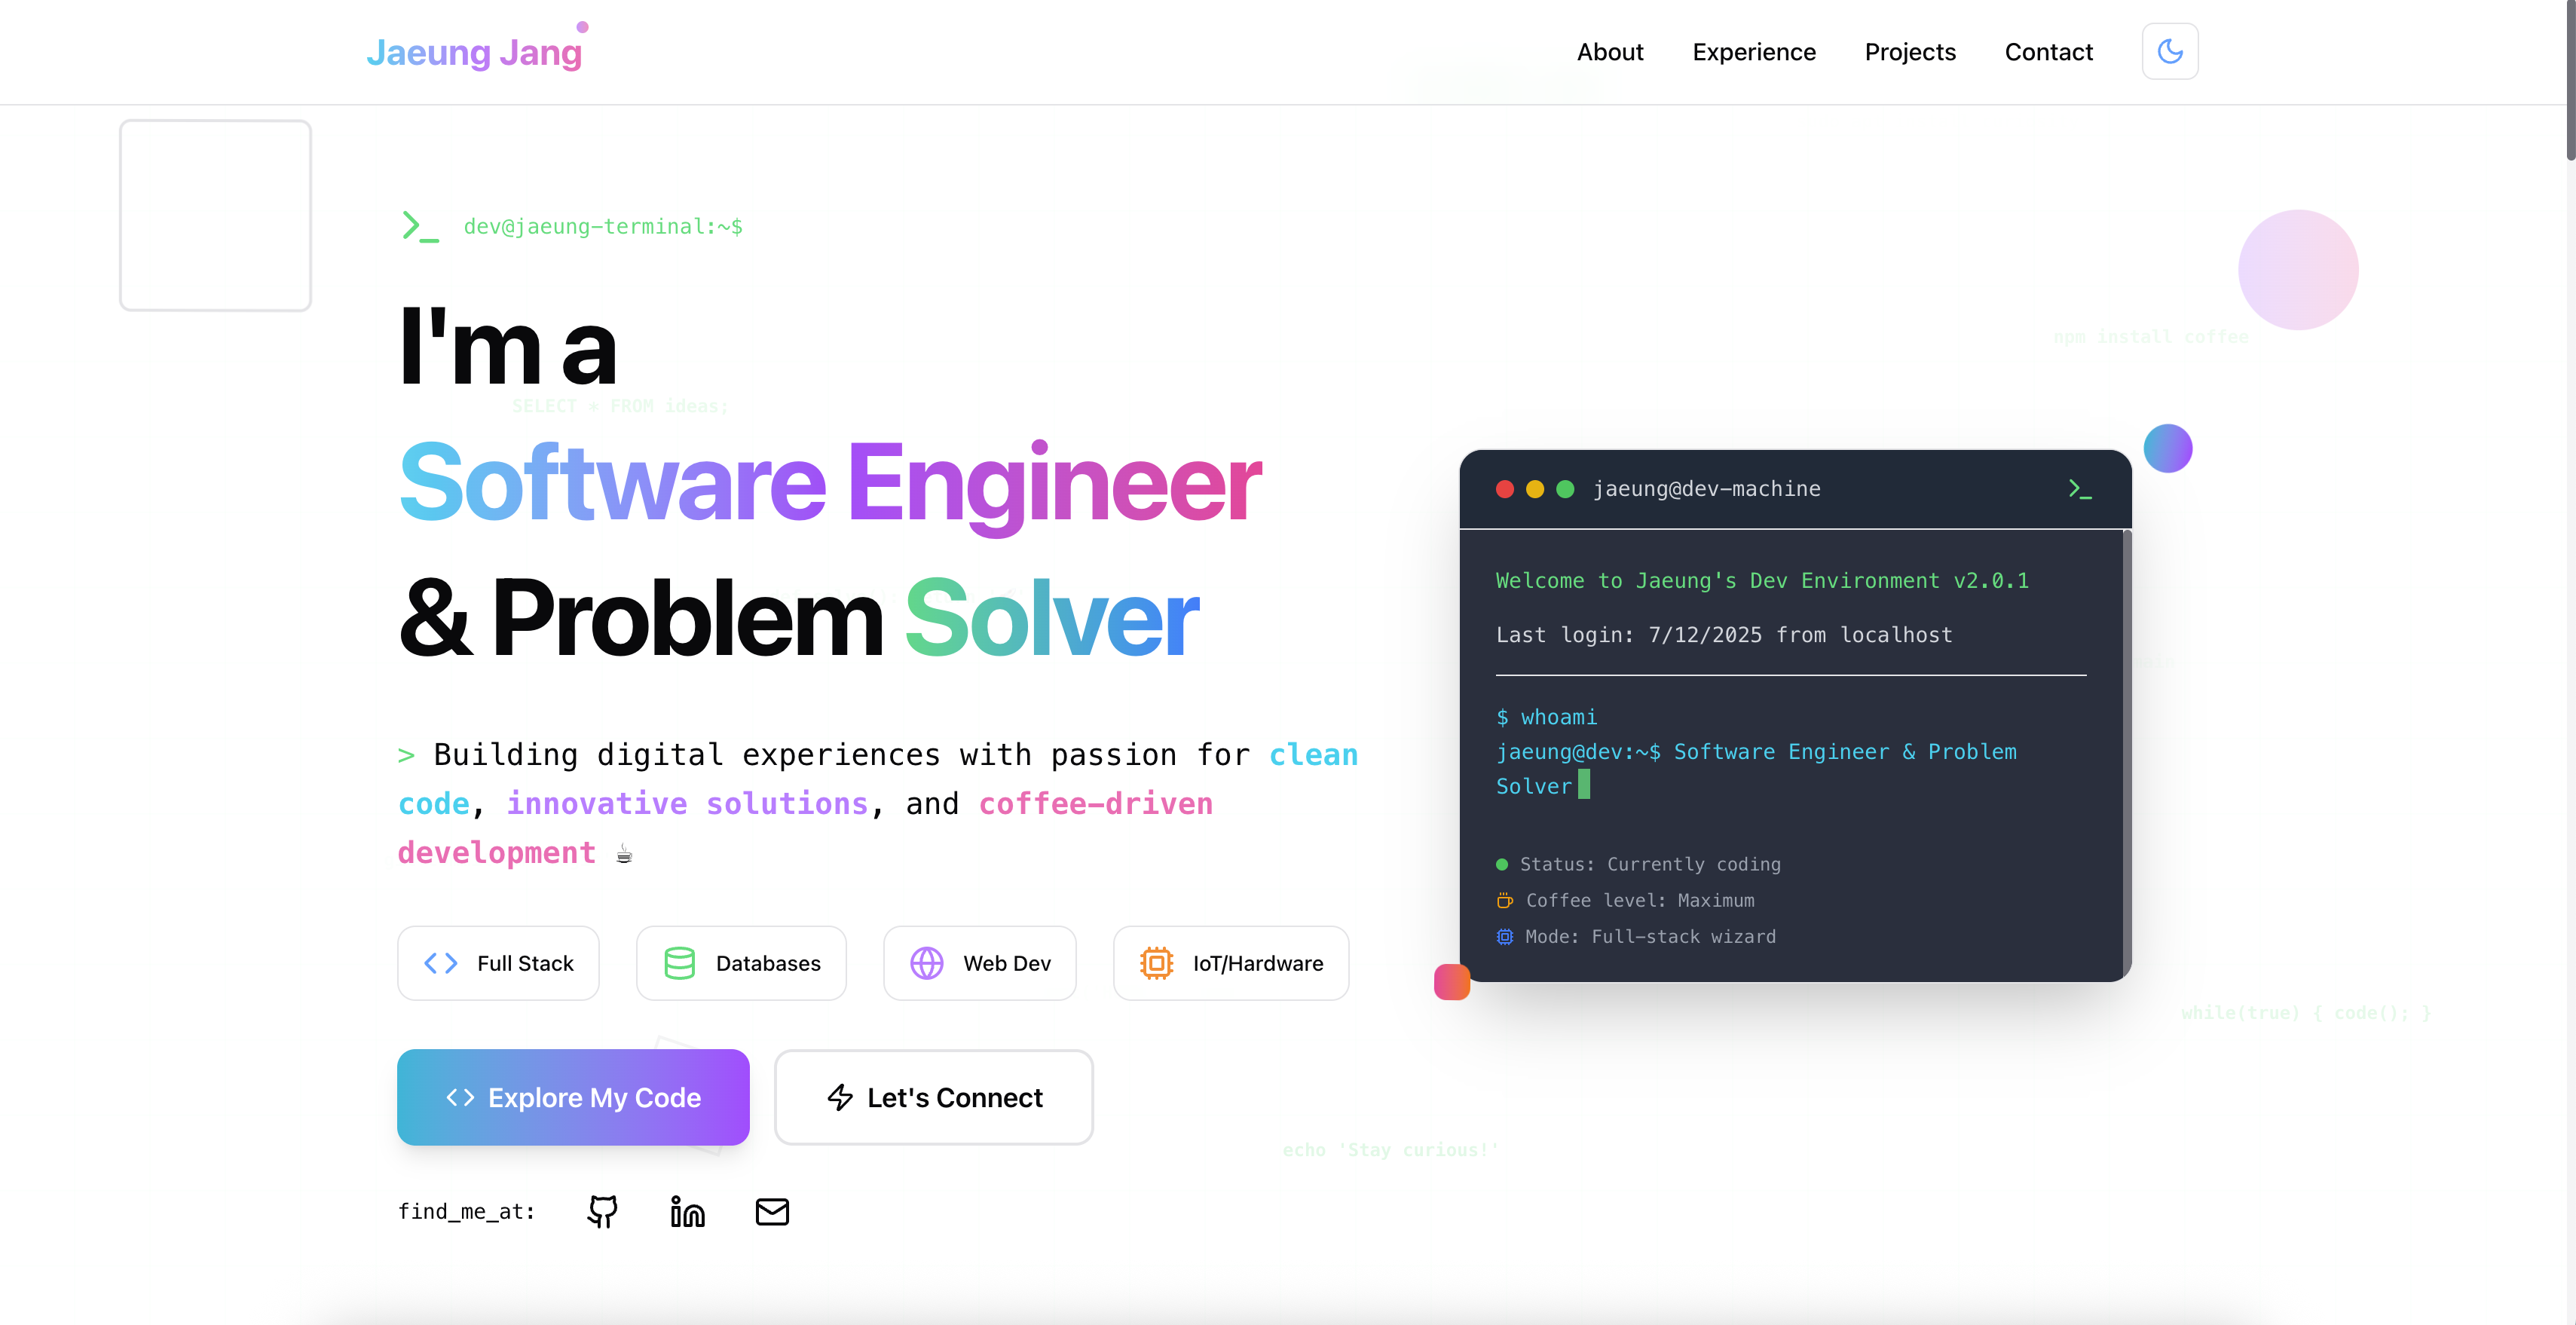 Jaeung Jang
About
Experience
Projects
Contact
dev@jaeung-terminal:~$
I'm a
SELECT * FROM ideas;
Software Engineer
& Problem Solver
> Building digital experiences with passion for clean
code, innovative solutions, and coffee-driven
development ☕
Full Stack
Databases
Web Dev
IoT/Hardware
Explore My Code
Let's Connect
find_me_at:
npm install coffee
jaeung@dev-machine
Welcome to Jaeung's Dev Environment v2.0.1
Last login: 7/12/2025 from localhost
$ whoami
jaeung@dev:~$ Software Engineer & Problem
Solver
Status: Currently coding
Coffee level: Maximum
Mode: Full-stack wizard
while(true) { code(); }
echo 'Stay curious!'